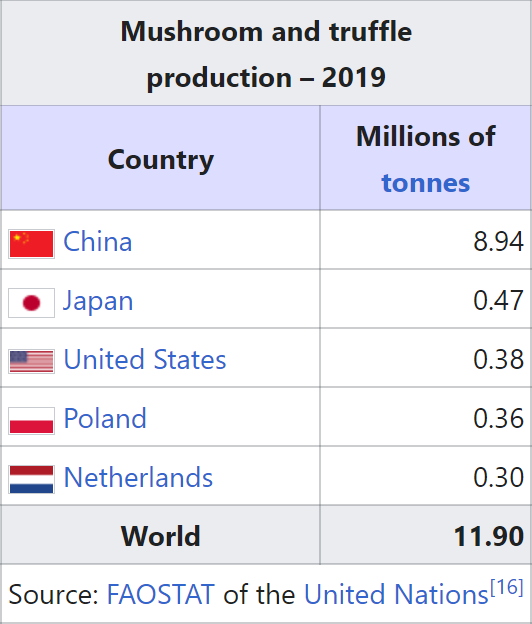 Mushroom and truffle
production – 2019
Country Millions of
tonnes
China 8.94
Japan 0.47
United States 0.38
Poland 0.36
Netherlands 0.30
World 11.90
Source: FAOSTAT of the United Nations[16]